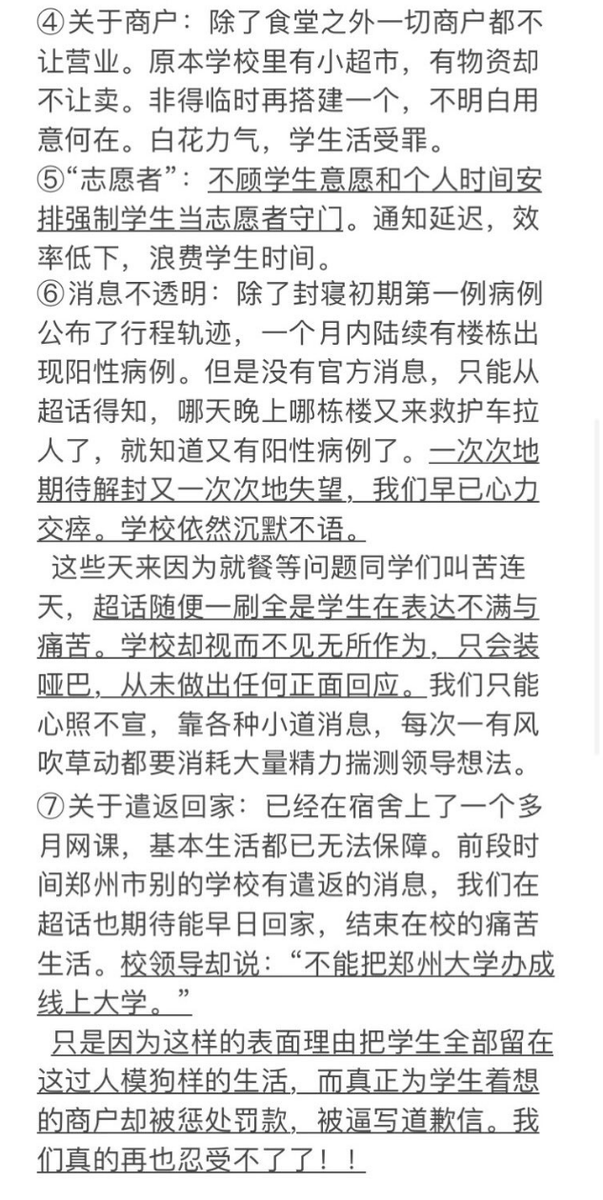 ④关于商户：除了食堂之外一切商户都不
让营业。原本学校里有小超市，有物资却
不让卖。非得临时再搭建一个，不明白用
意何在。白花力气，学生活受罪。
⑤“志愿者”：不顾学生意愿和个人时间安
排强制学生当志愿者守门。通知延迟，效
率低下，浪费学生时间。
⑥消息不透明：除了封寝初期第一例病例
公布了行程轨迹，一个月内陆续有楼栋出
现阳性病例。但是没有官方消息，只能从
超话得知，哪天晚上哪栋楼又来救护车拉
人了，就知道又有阳性病例了。一次次地
期待解封又一次次地失望，我们早已心力
交瘁。学校依然沉默不语。
这些天来因为就餐等问题同学们叫苦连
天，超话随便一刷全是学生在表达不满与
痛苦。学校却视而不见无所作为，只会装
哑巴，从未做出任何正面回应。我们只能
心照不宣，靠各种小道消息，每次一有风
吹草动都要消耗大量精力揣测领导想法。
⑦关于遣返回家：已经在宿舍上了一个多
月网课，基本生活都已无法保障。前段时
间郑州市别的学校有遣返的消息，我们在
超话也期待能早日回家，结束在校的痛苦
生活。校领导却说：“不能把郑州大学办成
线上大学。”
只是因为这样的表面理由把学生全部留在
这过人模狗样的生活，而真正为学生着想
的商户却被惩处罚款，被逼写道歉信。我
们真的再也忍受不了了！！